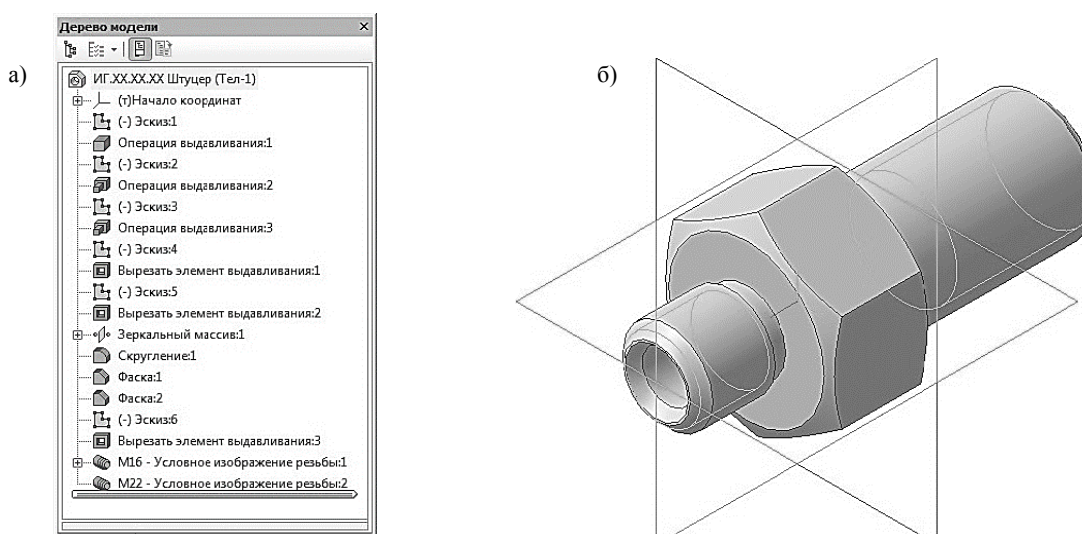 Дерево модели
а)
б)
ИГ.XX.XX.XX Штуцер (Тел-1)
(т)Начало координат
(-) Эскиз:1
Операция выдавливания:1
(-) Эскиз:2
Операция выдавливания:2
(-) Эскиз:3
Операция выдавливания:3
(-) Эскиз:4
Вырезать элемент выдавливания:1
(-) Эскиз:5
Вырезать элемент выдавливания:2
Зеркальный массив:1
Скругление:1
Фаска:1
Фаска:2
(-) Эскиз:6
Вырезать элемент выдавливания:3
М16 - Условное изображение резьбы:1
М22 - Условное изображение резьбы:2